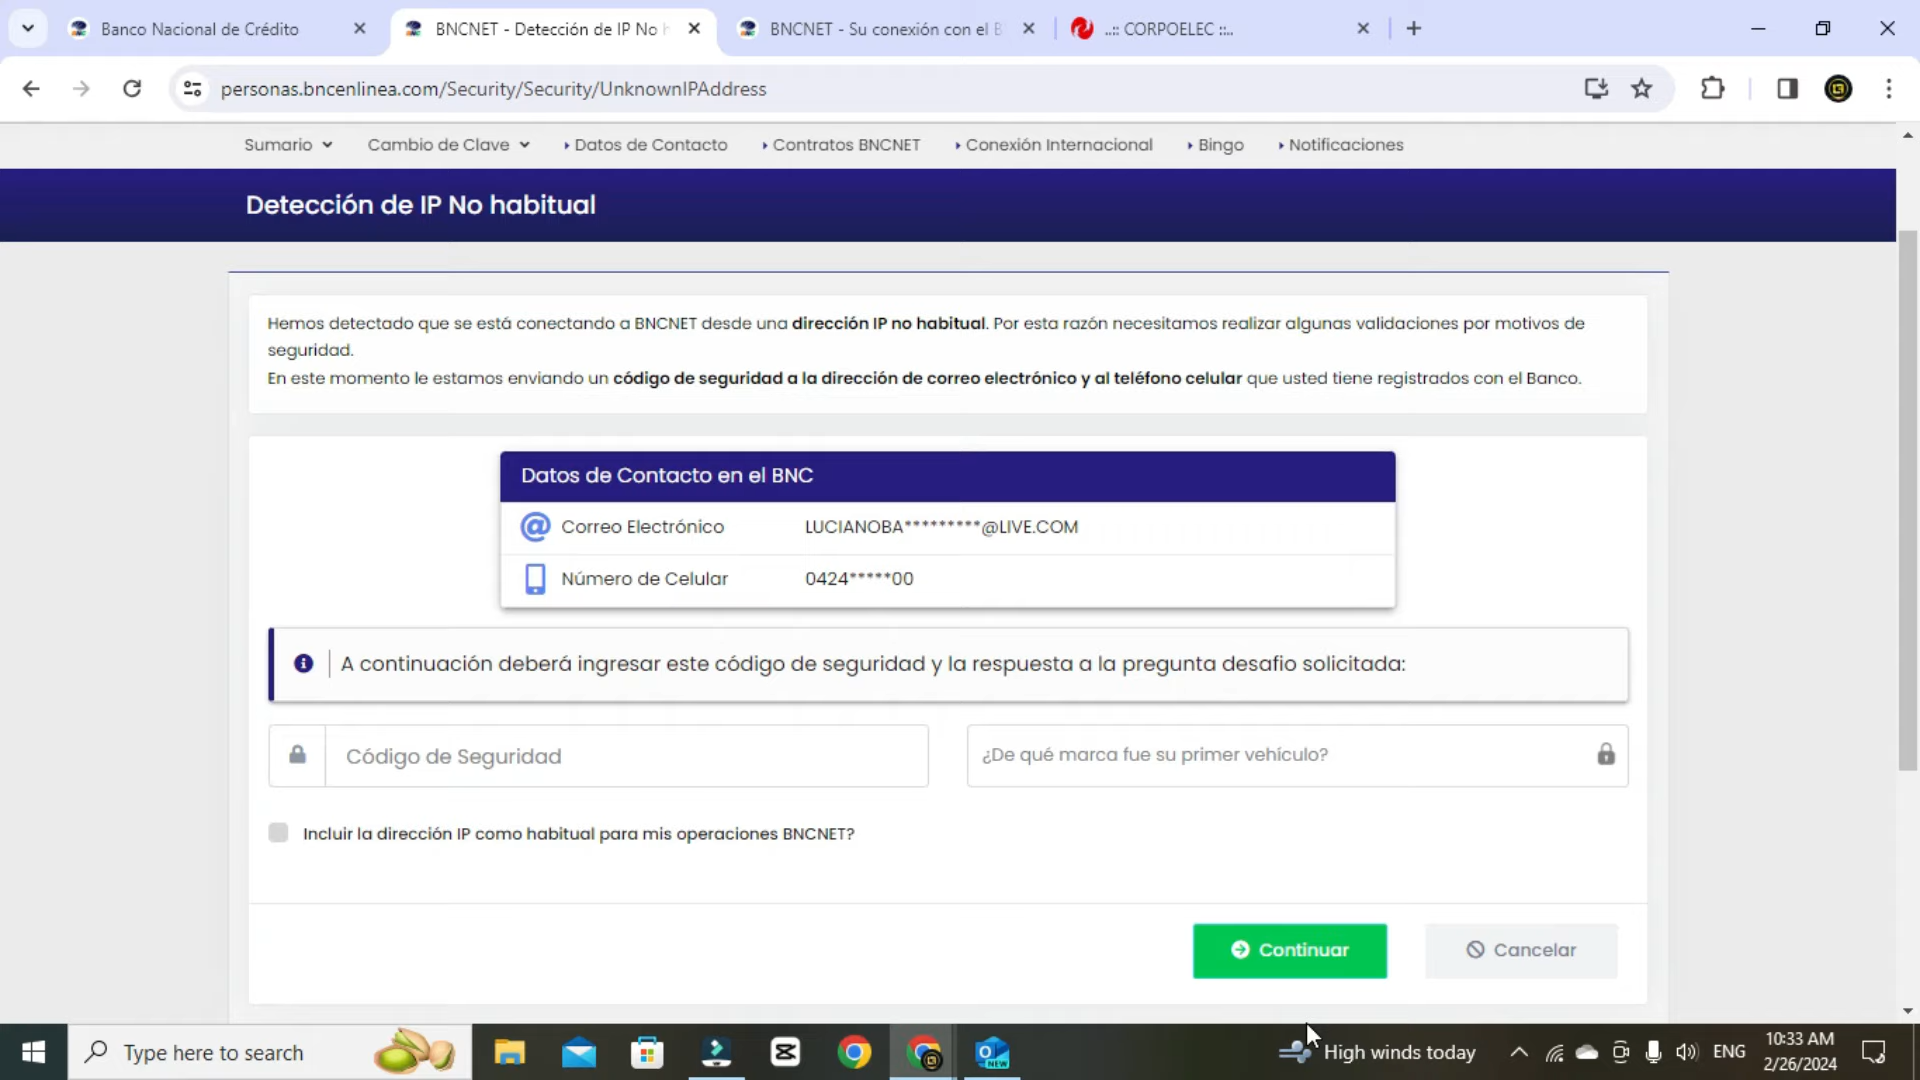 Banco Nacional de Crédito
BNCNET - Detección de IP No h
BNCNET - Su conexión con el B
..:: CORPOELEC ::..
personas.bncenlinea.com/Security/Security/UnknownIPAddress
Sumario
Cambio de Clave
Datos de Contacto
Contratos BNCNET
Conexión Internacional
Bingo
Notificaciones
Detección de IP No habitual
Hemos detectado que se está conectando a BNCNET desde una dirección IP no habitual. Por esta razón necesitamos realizar algunas validaciones por motivos de
seguridad.
En este momento le estamos enviando un código de seguridad a la dirección de correo electrónico y al teléfono celular que usted tiene registrados con el Banco.
Datos de Contacto en el BNC
Correo Electrónico LUCIANOBA*********@LIVE.COM
Número de Celular 0424*****00
A continuación deberá ingresar este código de seguridad y la respuesta a la pregunta desafio solicitada:
Código de Seguridad
¿De qué marca fue su primer vehículo?
Incluir la dirección IP como habitual para mis operaciones BNCNET?
Continuar
Cancelar
Type here to search
NEW
High winds today
ENG
10:33 AM
2/26/2024